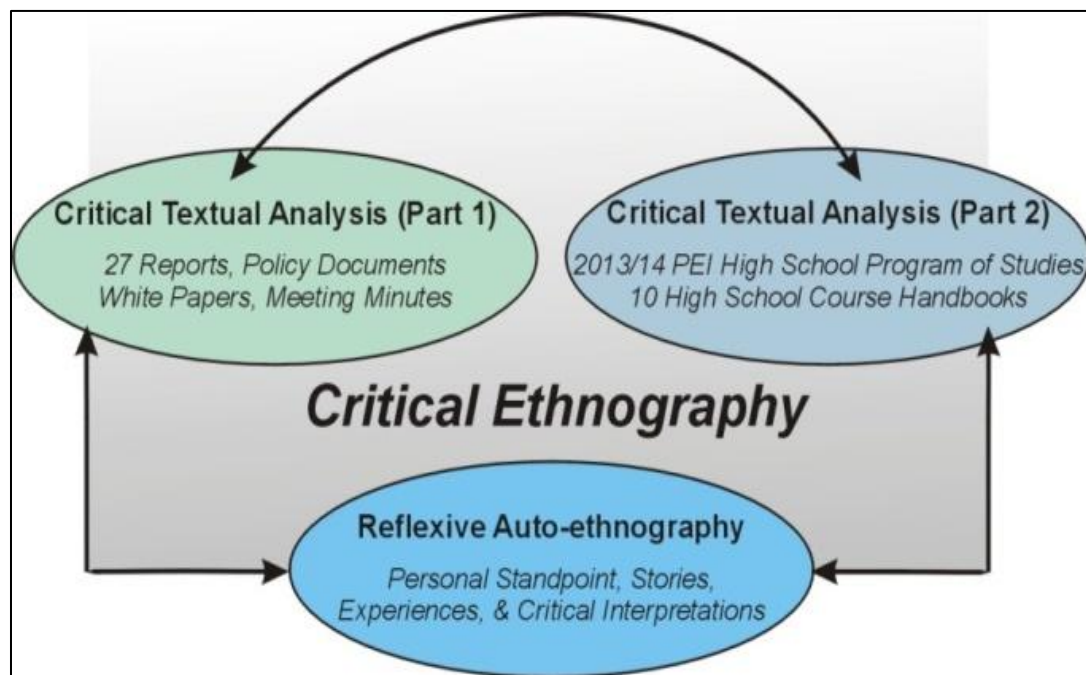 Critical Textual Analysis (Part 1)
27 Reports, Policy Documents
White Papers, Meeting Minutes
Critical Textual Analysis (Part 2)
2013/14 PEI High School Program of Studies
10 High School Course Handbooks
Critical Ethnography
Reflexive Auto-ethnography
Personal Standpoint, Stories,
Experiences, & Critical Interpretations